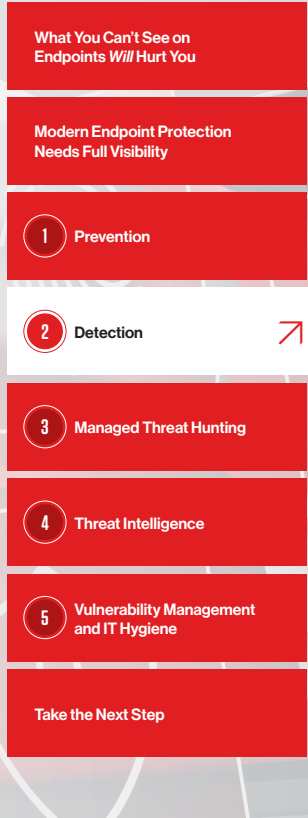 What You Can't See on
Endpoints Will Hurt You
Modern Endpoint Protection
Needs Full Visibility
1 Prevention
2 Detection
3 Managed Threat Hunting
4 Threat Intelligence
5 Vulnerability Management
and IT Hygiene
Take the Next Step